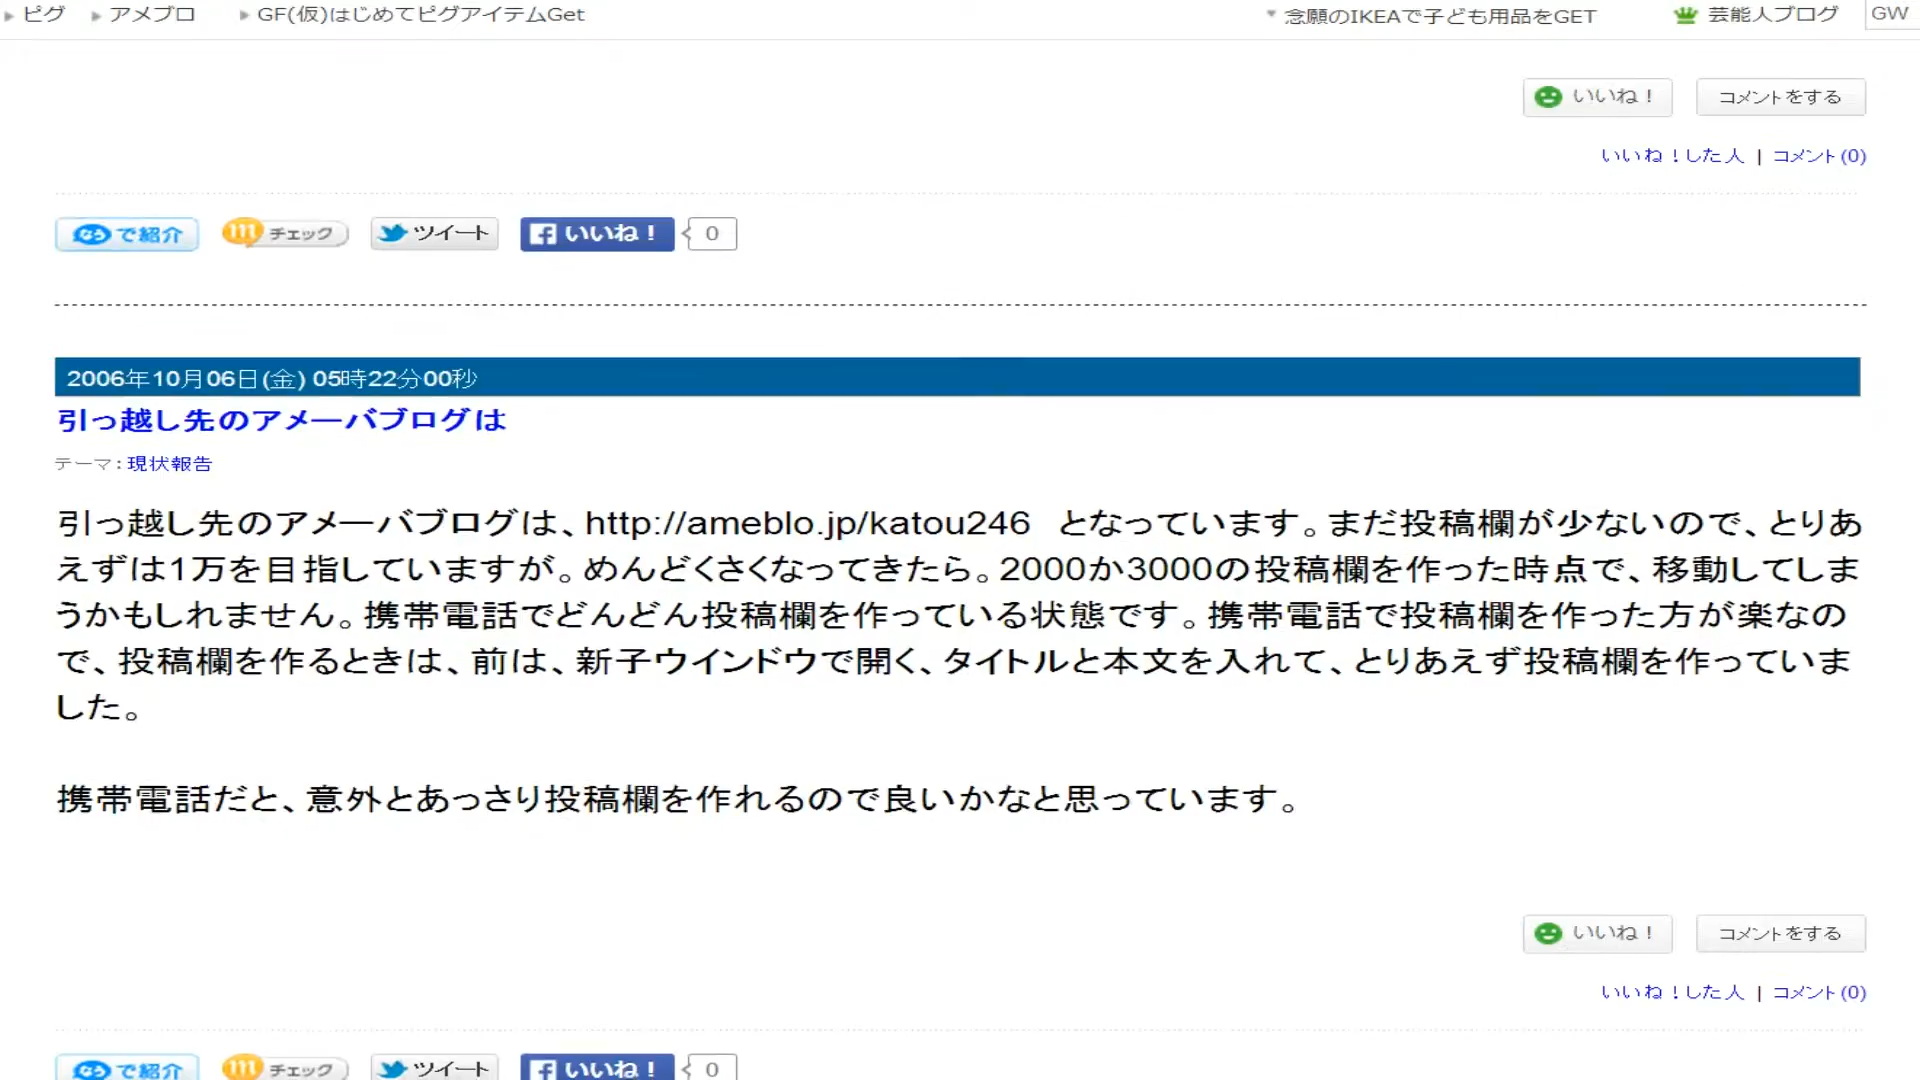 ピグ アメブロ GF(仮)はじめてピグアイテムGet 念願のIKEAで子ども用品をGET 芸能人ブログ GW
いいね！ コメントをする
いいね！した人 | コメント(0)
で紹介 チェック ツイート いいね！ 0
2006年10月06日(金) 05時22分00秒
引っ越し先のアメーバブログは
テーマ：現状報告
引っ越し先のアメーバブログは、http://ameblo.jp/katou246　となっています。まだ投稿欄が少ないので、とりあ
えずは1万を目指していますが。めんどくさくなってきたら。2000か3000の投稿欄を作った時点で、移動してしま
うかもしれません。携帯電話でどんどん投稿欄を作っている状態です。携帯電話で投稿欄を作った方が楽なの
で、投稿欄を作るときは、前は、新子ウインドウで開く、タイトルと本文を入れて、とりあえず投稿欄を作っていま
した。
携帯電話だと、意外とあっさり投稿欄を作れるので良いかなと思っています。
いいね！ コメントをする
いいね！した人 | コメント(0)
で紹介 チェック ツイート いいね！ 0